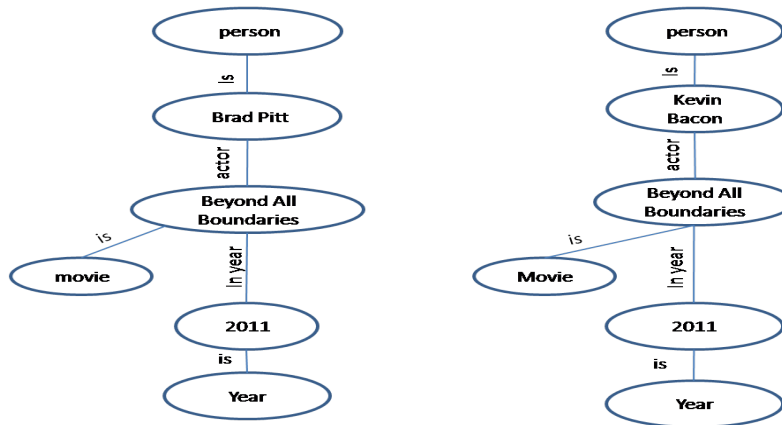 person
Is
Brad Pitt
actor
Beyond All
Boundaries
is
movie
In year
2011
is
Year
person
Is
Kevin
Bacon
actor
Beyond All
Boundaries
is
Movie
In year
2011
is
Year